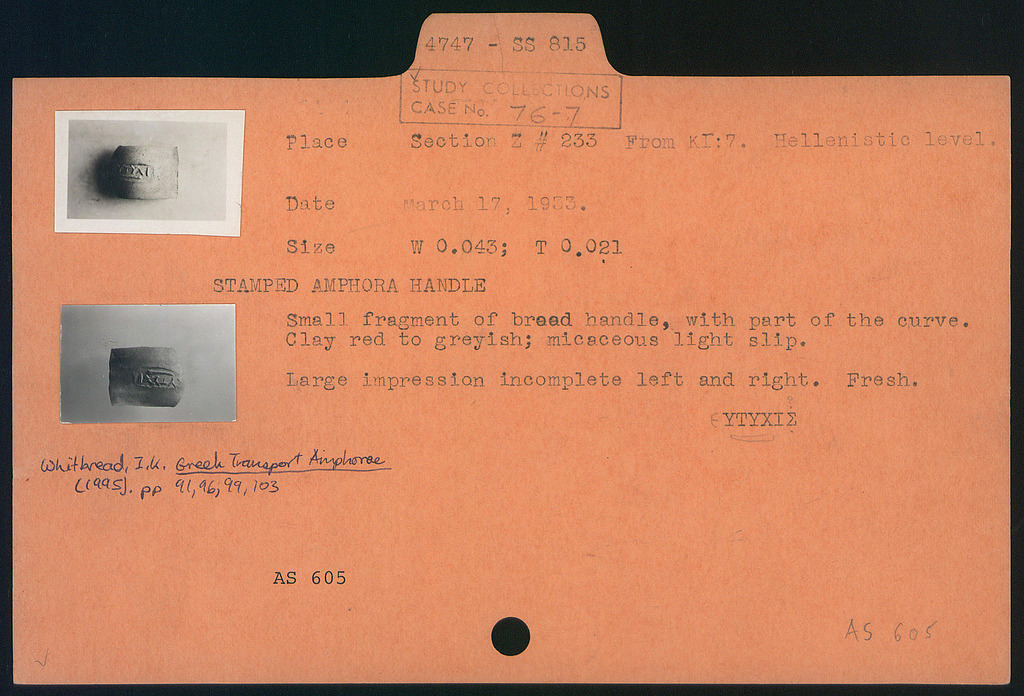 4747 - SS 815
STUDY COLLECTIONS
CASE No. 76-7
Place Section Z # 233 From KΓ:7. Hellenistic level.
Date March 17, 1933.
Size W 0.043; T 0.021
STAMPED AMPHORA HANDLE
Small fragment of broad handle, with part of the curve.
Clay red to greyish; micaceous light slip.
Large impression incomplete left and right. Fresh.
ΕΥΤΥΧΙΣ
Whitbread, I.K. Greek Transport Amphorae
(1995). pp 91, 96, 99, 103
AS 605
AS 605